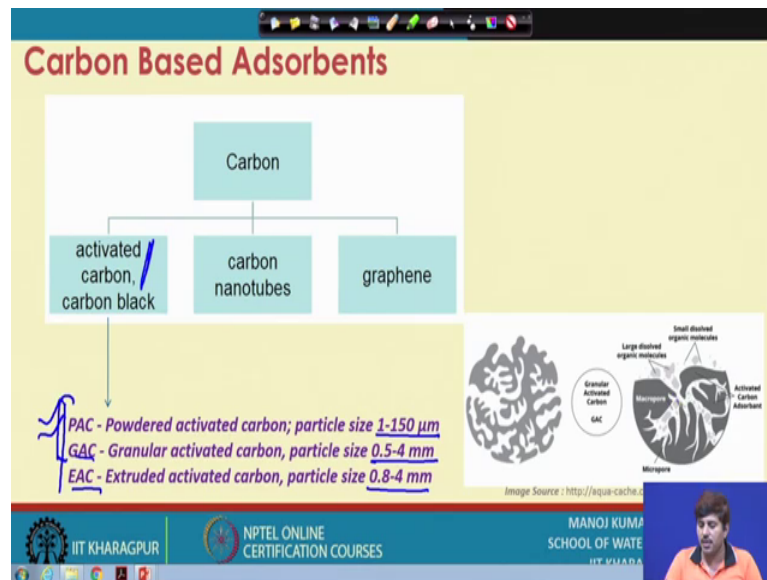 Carbon Based Adsorbents
Carbon
activated
carbon,
carbon black
carbon
nanotubes
graphene
PAC - Powdered activated carbon; particle size 1-150 µm
GAC - Granular activated carbon, particle size 0.5-4 mm
EAC - Extruded activated carbon, particle size 0.8-4 mm
Granular
Activated
Carbon
GAC
Large dissolved
organic molecules
Small dissolved
organic molecules
Macropore
Activated
Carbon
Adsorbant
Micropore
Image Source : http://aqua-cache.
IIT KHARAGPUR
NPTEL ONLINE
CERTIFICATION COURSES
MANOJ KUMA
SCHOOL OF WATE
IIT KHARA